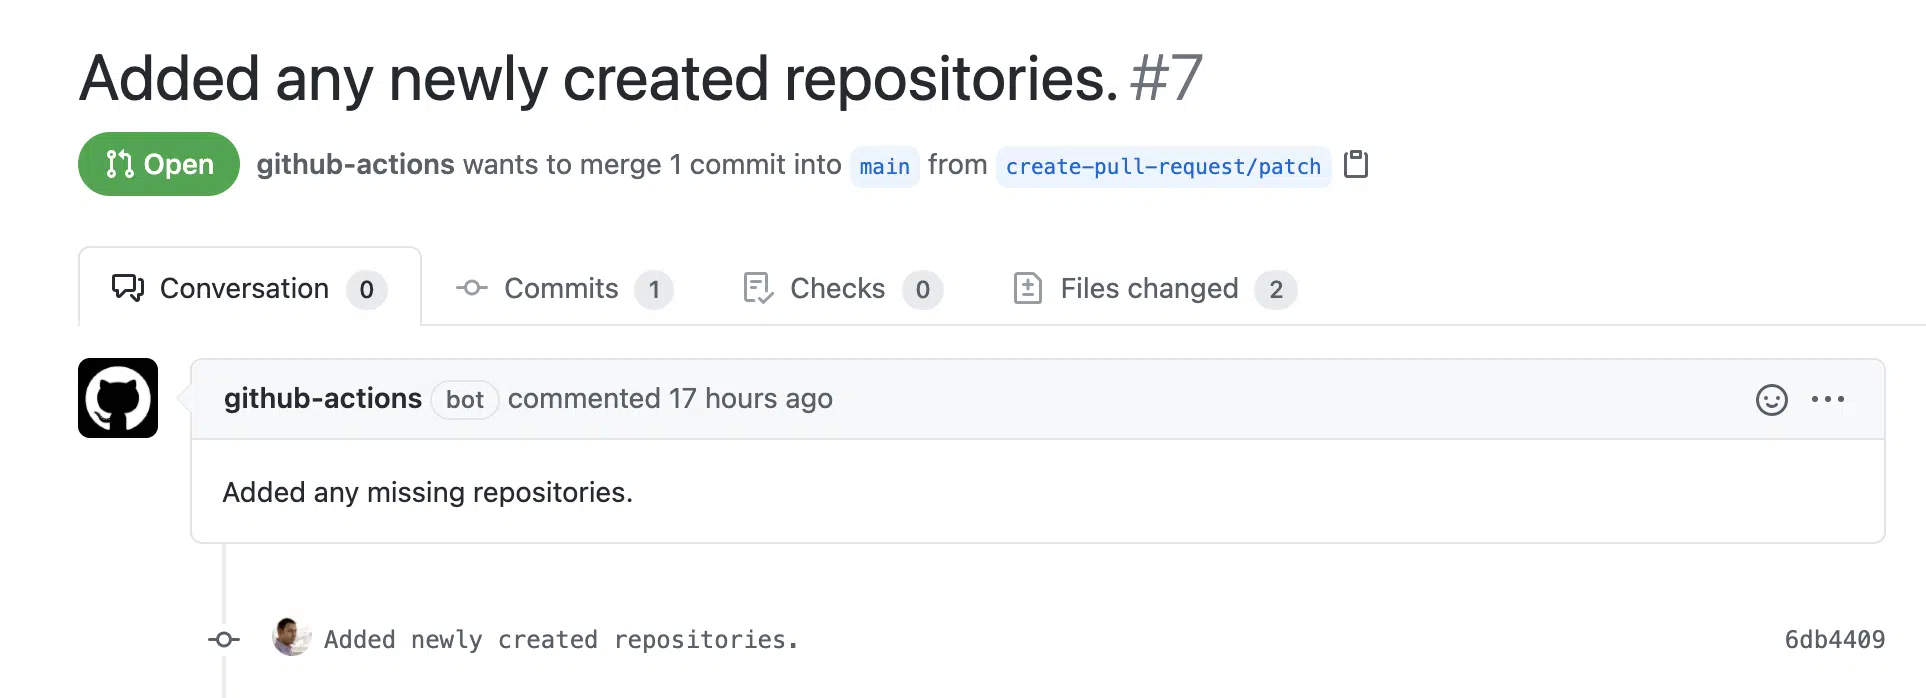 Added any newly created repositories. #7
Open github-actions wants to merge 1 commit into main from create-pull-request/patch
Conversation 0 Commits 1 Checks 0 Files changed 2
github-actions bot commented 17 hours ago
Added any missing repositories.
Added newly created repositories. 6db4409